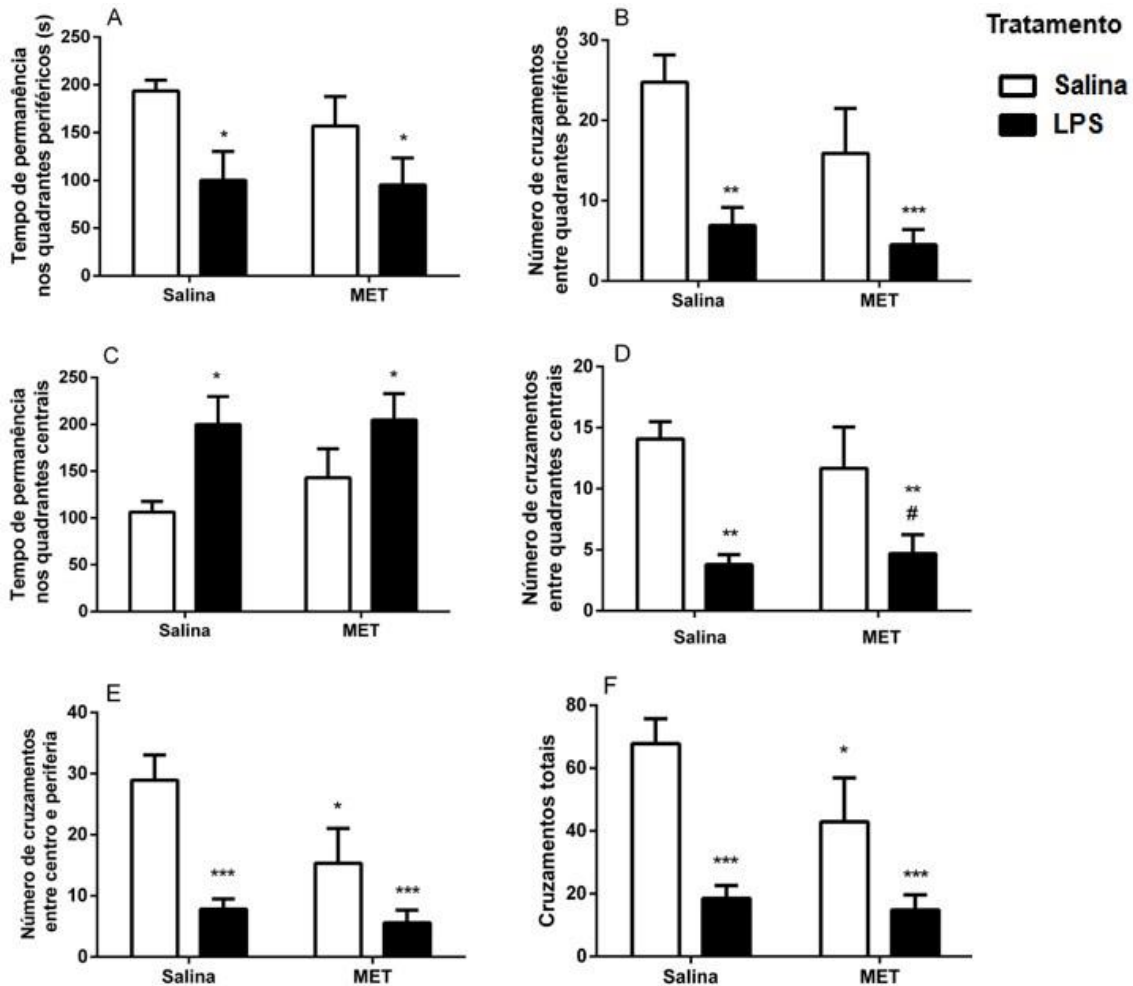 A
Tempo de permanência
nos quadrantes periféricos (s)
250
200
150
100
50
0
*
*
Salina
MET
B
Número de cruzamentos
entre quadrantes periféricos
30
20
10
0
**
***
Salina
MET
Tratamento
Salina
LPS
C
Tempo de permanência
nos quadrantes centrais
250
200
150
100
50
0
*
*
Salina
MET
D
Número de cruzamentos
entre quadrantes centrais
20
15
10
5
0
**
**
#
Salina
MET
E
Número de cruzamentos
entre centro e periferia
40
30
20
10
0
***
*
***
Salina
MET
F
Cruzamentos totais
80
60
40
20
0
***
*
***
Salina
MET